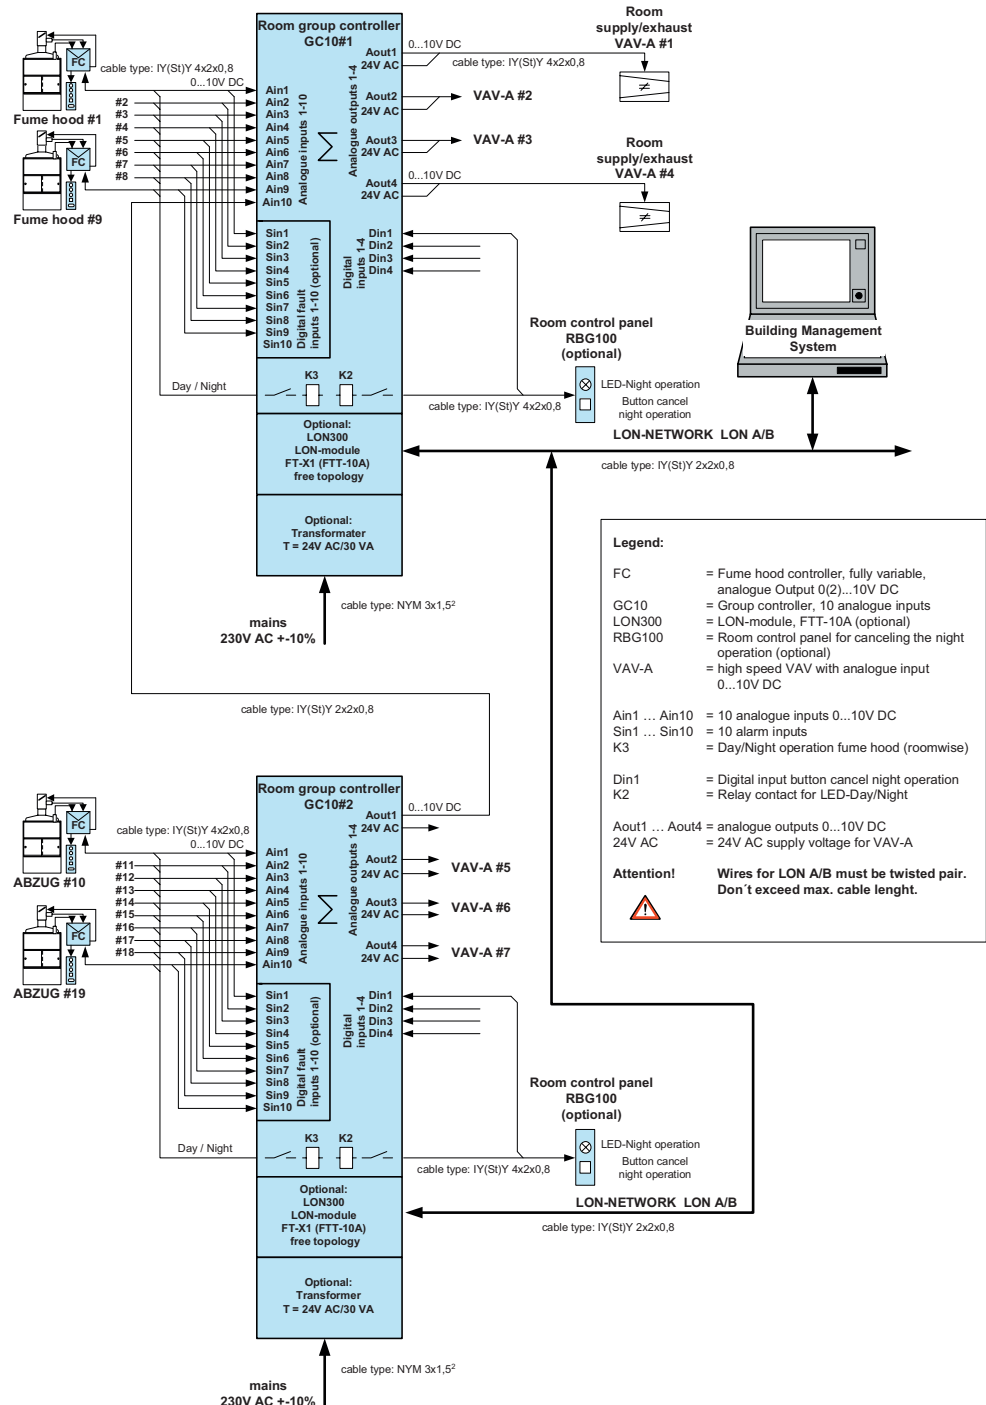 Room group controller
GC10#1
Aout1
24V AC
0...10V DC
cable type: IY(St)Y 4x2x0,8
Room
supply/exhaust
VAV-A #1
FC
cable type: IY(St)Y 4x2x0,8
0...10V DC
Fume hood #1
#2
#3
#4
#5
#6
#7
#8
FC
Fume hood #9
Ain1
Ain2
Ain3
Ain4
Ain5
Ain6
Ain7
Ain8
Ain9
Ain10
Analogue inputs 1-10
∑
Analogue outputs 1-4
Aout2
24V AC
VAV-A #2
Aout3
24V AC
VAV-A #3
Aout4
24V AC
0...10V DC
Room
supply/exhaust
VAV-A #4
≠
≠
Sin1
Sin2
Sin3
Sin4
Sin5
Sin6
Sin7
Sin8
Sin9
Sin10
Digital fault
inputs 1-10 (optional)
Digital
inputs 1-4
Din1
Din2
Din3
Din4
Day / Night
K3
K2
cable type: IY(St)Y 4x2x0,8
Room control panel
RBG100
(optional)
LED-Night operation
Button cancel
night operation
Building Management
System
Optional:
LON300
LON-module
FT-X1 (FTT-10A)
free topology
LON-NETWORK LON A/B
cable type: IY(St)Y 2x2x0,8
Optional:
Transformater
T = 24V AC/30 VA
cable type: NYM 3x1,5²
mains
230V AC +-10%
cable type: IY(St)Y 2x2x0,8
Legend:
FC = Fume hood controller, fully variable,
analogue Output 0(2)...10V DC
GC10 = Group controller, 10 analogue inputs
LON300 = LON-module, FTT-10A (optional)
RBG100 = Room control panel for canceling the night
operation (optional)
VAV-A = high speed VAV with analogue input
0...10V DC
Ain1 … Ain10 = 10 analogue inputs 0...10V DC
Sin1 … Sin10 = 10 alarm inputs
K3 = Day/Night operation fume hood (roomwise)
Din1 = Digital input button cancel night operation
K2 = Relay contact for LED-Day/Night
Aout1 … Aout4 = analogue outputs 0...10V DC
24V AC = 24V AC supply voltage for VAV-A
Attention! Wires for LON A/B must be twisted pair.
Don´t exceed max. cable lenght.
Room group controller
GC10#2
Aout1
24V AC
0...10V DC
FC
cable type: IY(St)Y 4x2x0,8
0...10V DC
ABZUG #10
#11
#12
#13
#14
#15
#16
#17
#18
FC
ABZUG #19
Ain1
Ain2
Ain3
Ain4
Ain5
Ain6
Ain7
Ain8
Ain9
Ain10
Analogue inputs 1-10
∑
Analogue outputs 1-4
Aout2
24V AC
VAV-A #5
Aout3
24V AC
VAV-A #6
Aout4
24V AC
VAV-A #7
Sin1
Sin2
Sin3
Sin4
Sin5
Sin6
Sin7
Sin8
Sin9
Sin10
Digital fault
inputs 1-10 (optional)
Digital
inputs 1-4
Din1
Din2
Din3
Din4
Day / Night
K3
K2
cable type: IY(St)Y 4x2x0,8
Room control panel
RBG100
(optional)
LED-Night operation
Button cancel
night operation
Optional:
LON300
LON-module
FT-X1 (FTT-10A)
free topology
LON-NETWORK LON A/B
cable type: IY(St)Y 2x2x0,8
Optional:
Transformer
T = 24V AC/30 VA
cable type: NYM 3x1,5²
mains
230V AC +-10%